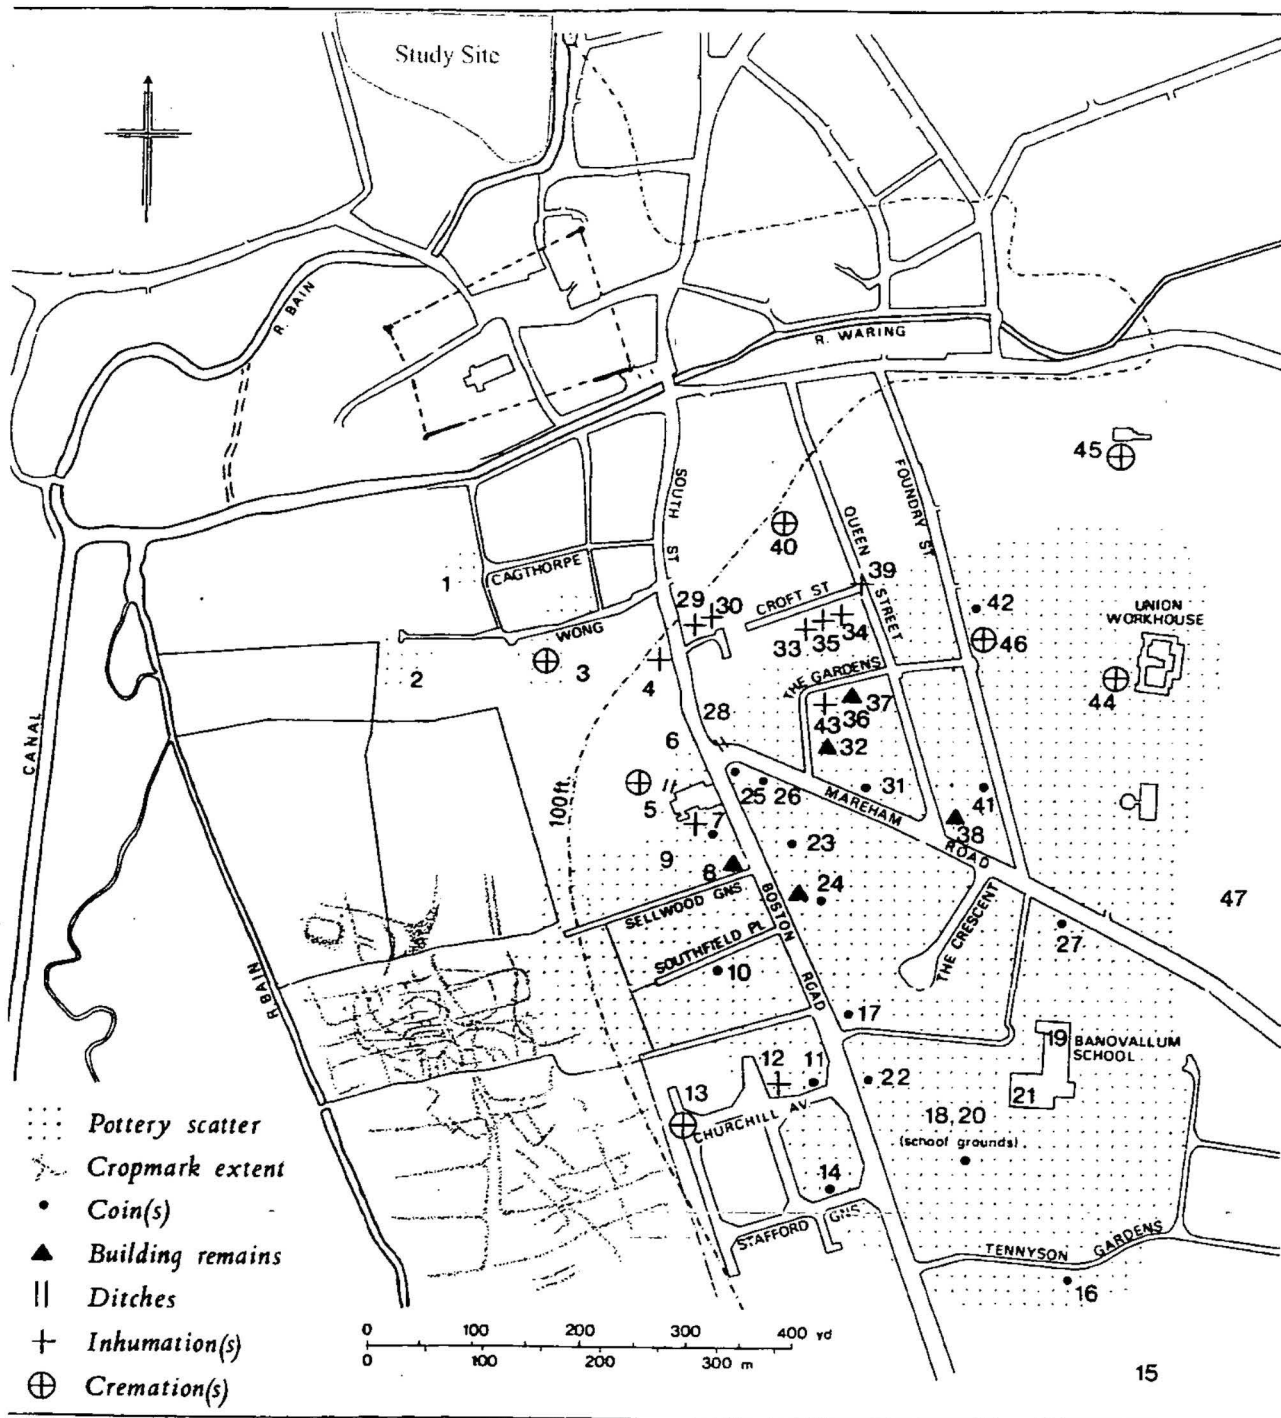 Study Site
R. BAIN
R. WARING
SOUTH ST
QUEEN STREET
FOUNDRY ST.
45
40
1
CAGTHORPE
39
29
30
CROFT ST
42
UNION
WORKHOUSE
WONG
33
35
34
46
2
3
4
THE GARDENS
44
CANAL
28
43
36
37
6
32
100ft.
5
25
26
31
MAREHAM ROAD
41
7
23
38
9
8
24
47
SELLWOOD GNS
BOSTON ROAD
THE CRESCENT
27
SOUTHFIELD PL
10
R. BAIN
17
19
BANOVALLUM
SCHOOL
12
11
22
21
13
CHURCHILL AV
18, 20
(school grounds)
14
STAFFORD GNS
TENNYSON GARDENS
16
15
Pottery scatter
Cropmark extent
Coin(s)
Building remains
Ditches
Inhumation(s)
Cremation(s)
0 100 200 300 400 yd
0 100 200 300 m